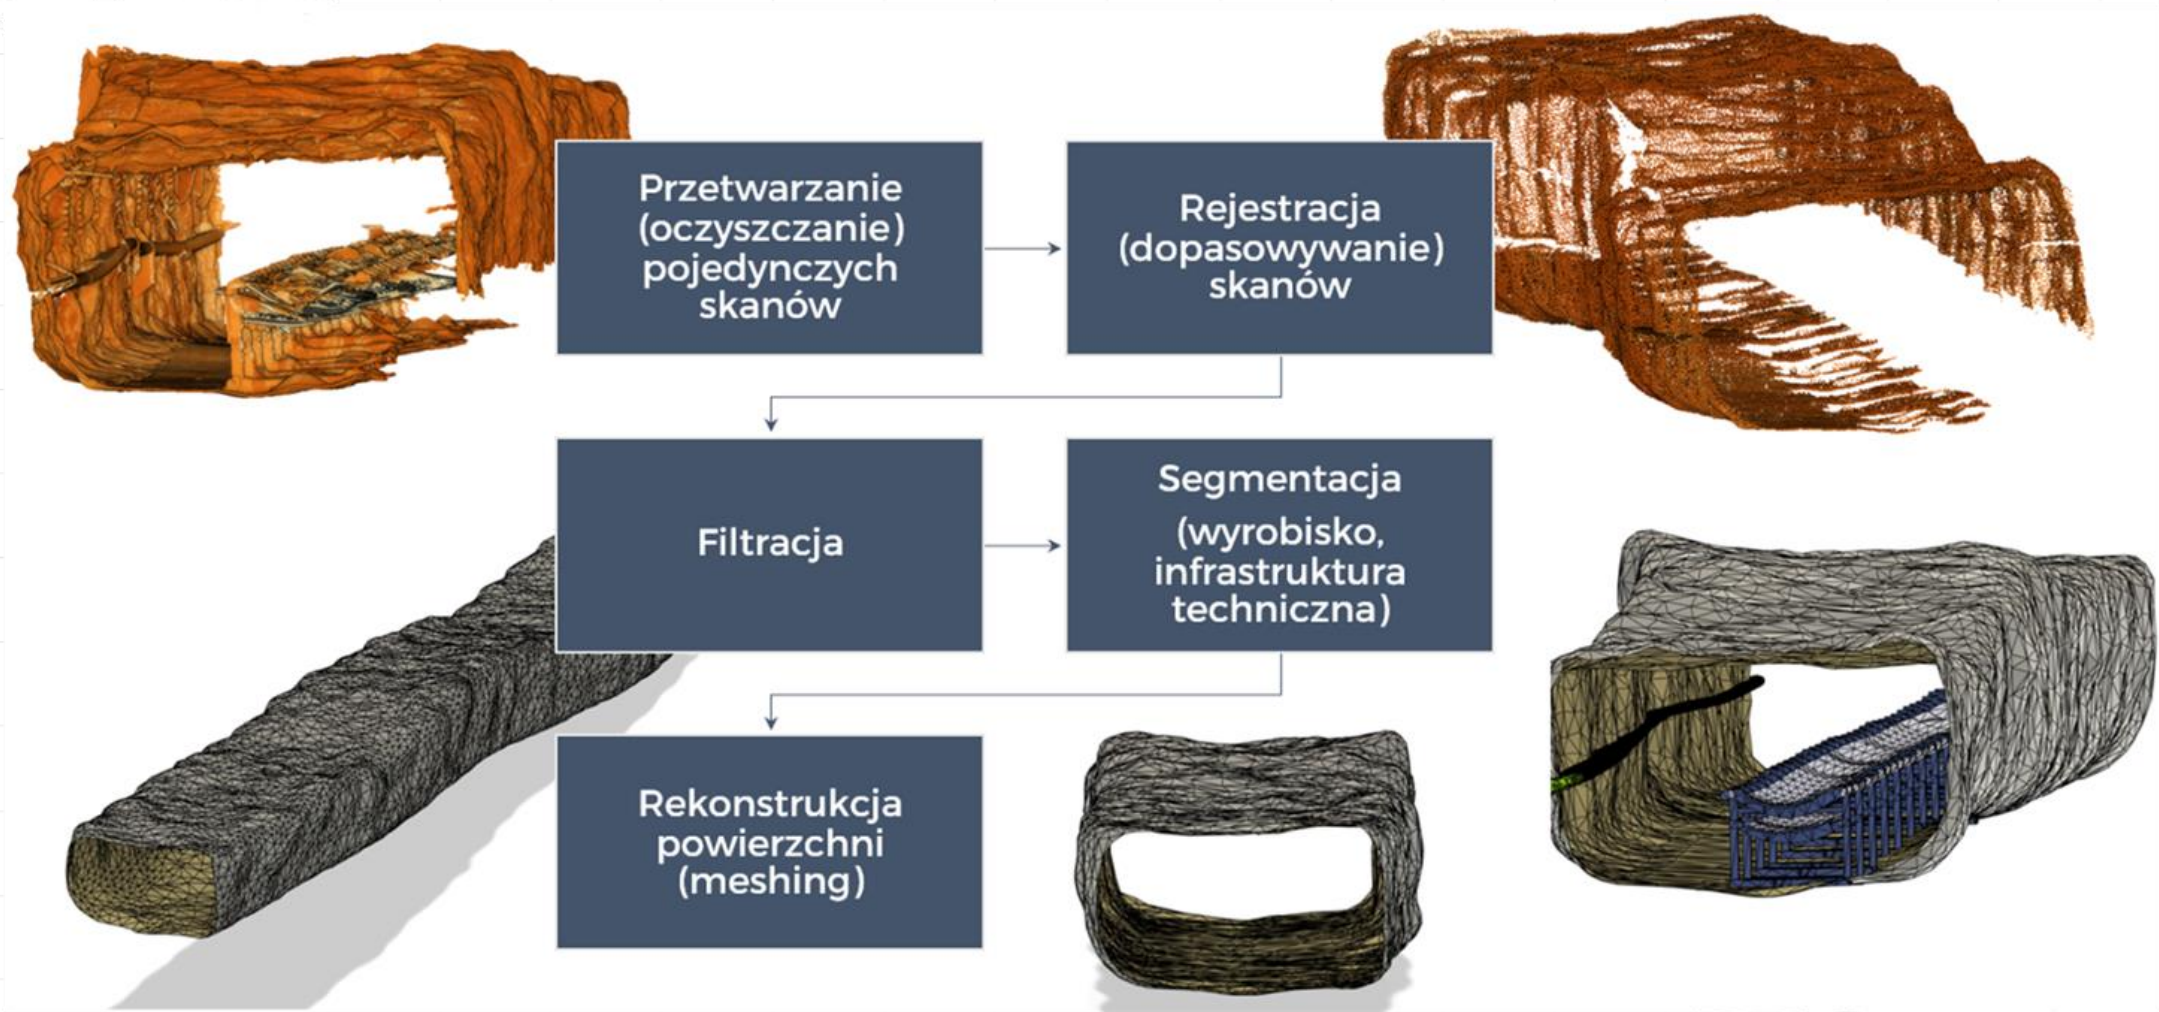 Przetwarzanie
(oczyszczanie)
pojedynczych
skanów
Rejestracja
(dopasowywanie)
skanów
Filtracja
Segmentacja
(wyrobisko,
infrastruktura
techniczna)
Rekonstrukcja
powierzchni
(meshing)